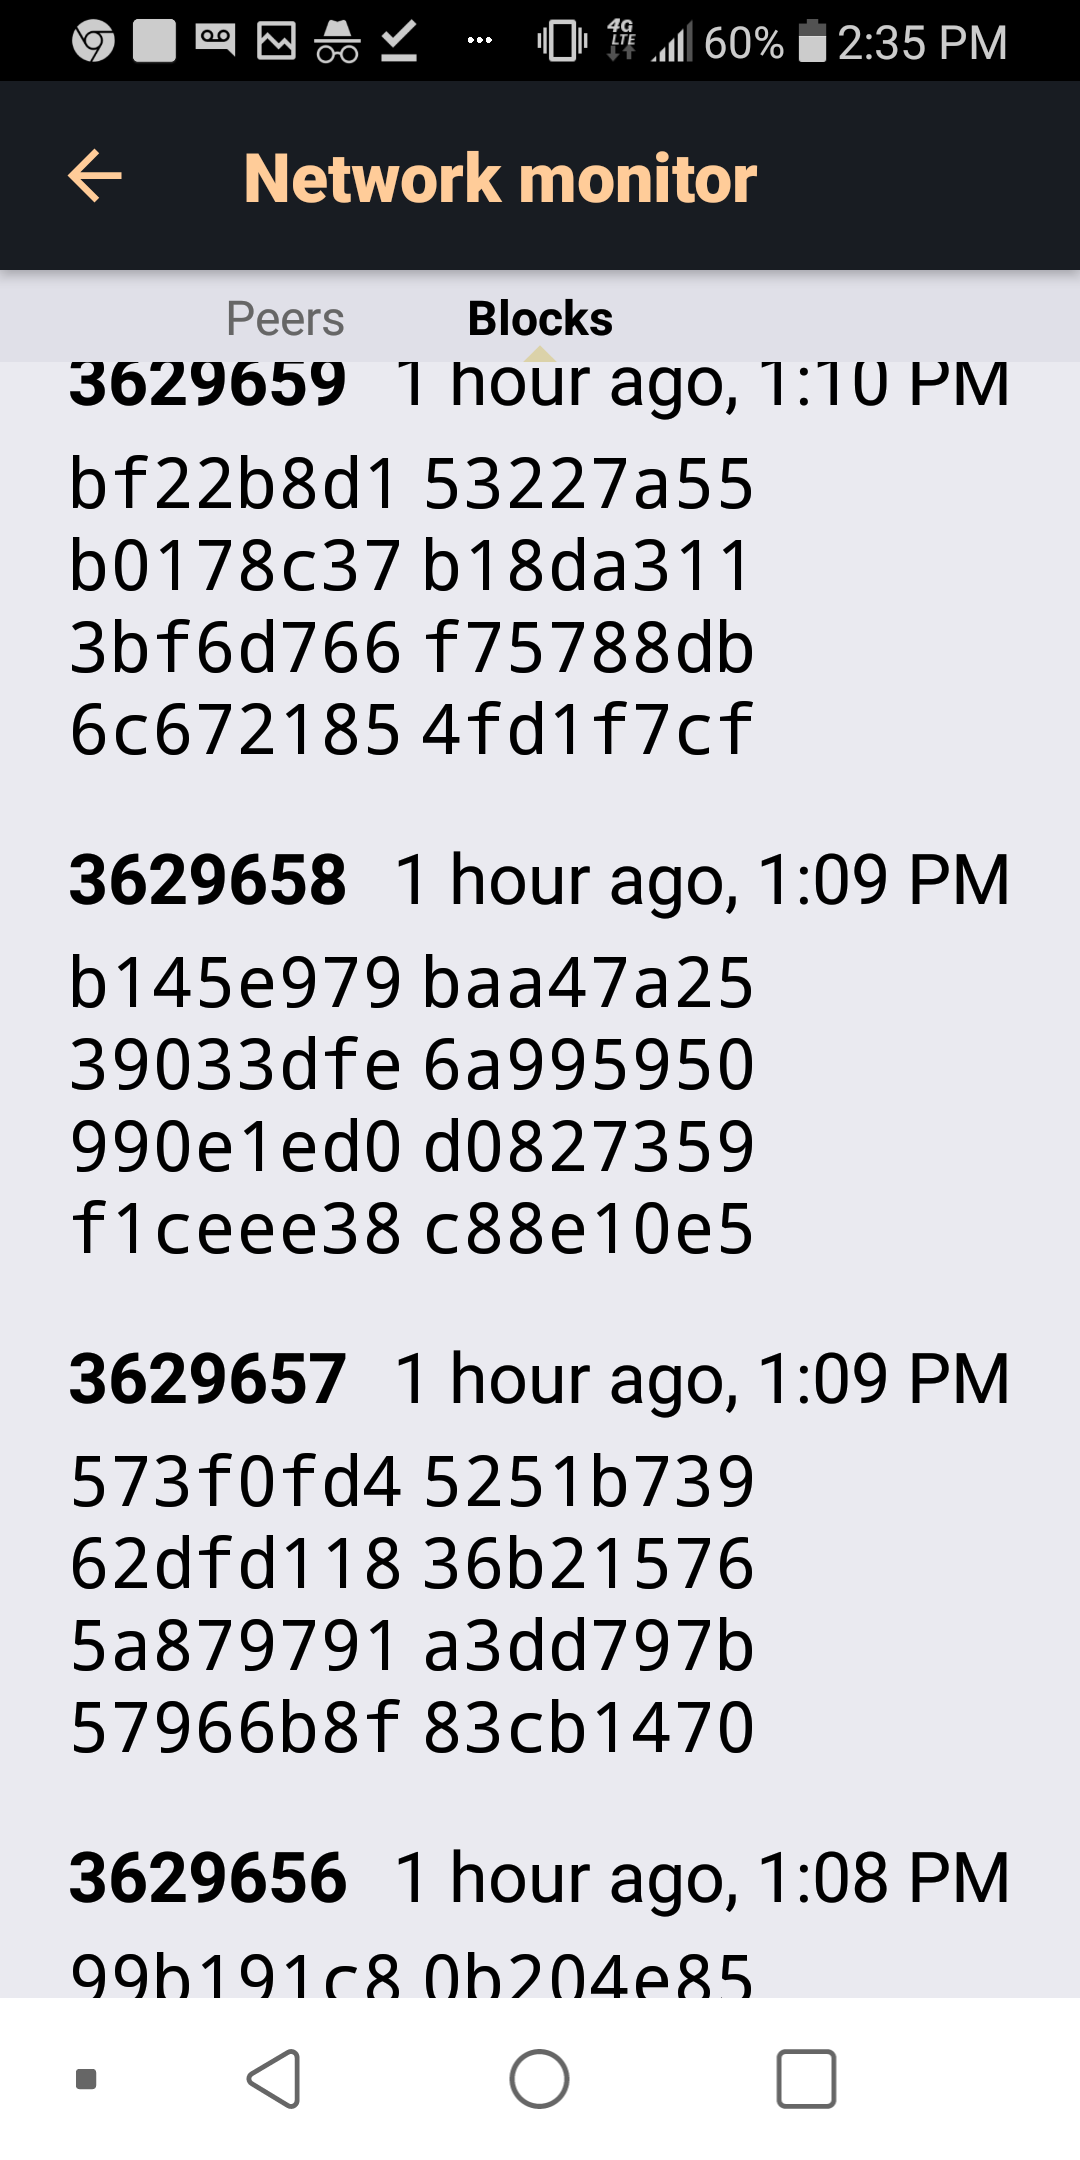 4G LTE 60% 2:35 PM
Network monitor
Peers Blocks
3629659 1 hour ago, 1:10 PM
bf22b8d1 53227a55
b0178c37 b18da311
3bf6d766 f75788db
6c672185 4fd1f7cf
3629658 1 hour ago, 1:09 PM
b145e979 baa47a25
39033dfe 6a995950
990e1ed0 d0827359
f1ceee38 c88e10e5
3629657 1 hour ago, 1:09 PM
573f0fd4 5251b739
62dfd118 36b21576
5a879791 a3dd797b
57966b8f 83cb1470
3629656 1 hour ago, 1:08 PM
99b191c8 0b204e85